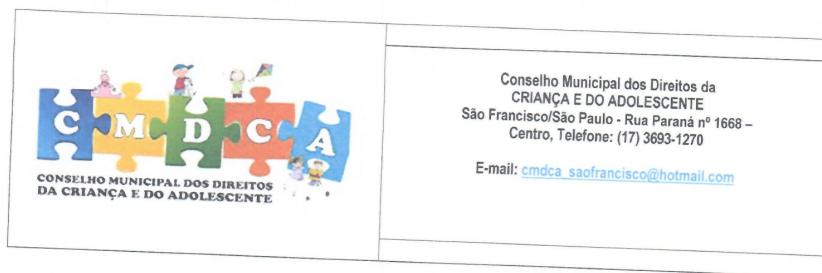 C M D C A
CONSELHO MUNICIPAL DOS DIREITOS
DA CRIANÇA E DO ADOLESCENTE
Conselho Municipal dos Direitos da
CRIANÇA E DO ADOLESCENTE
São Francisco/São Paulo - Rua Paraná nº 1668 –
Centro, Telefone: (17) 3693-1270
E-mail: cmdca_saofrancisco@hotmail.com